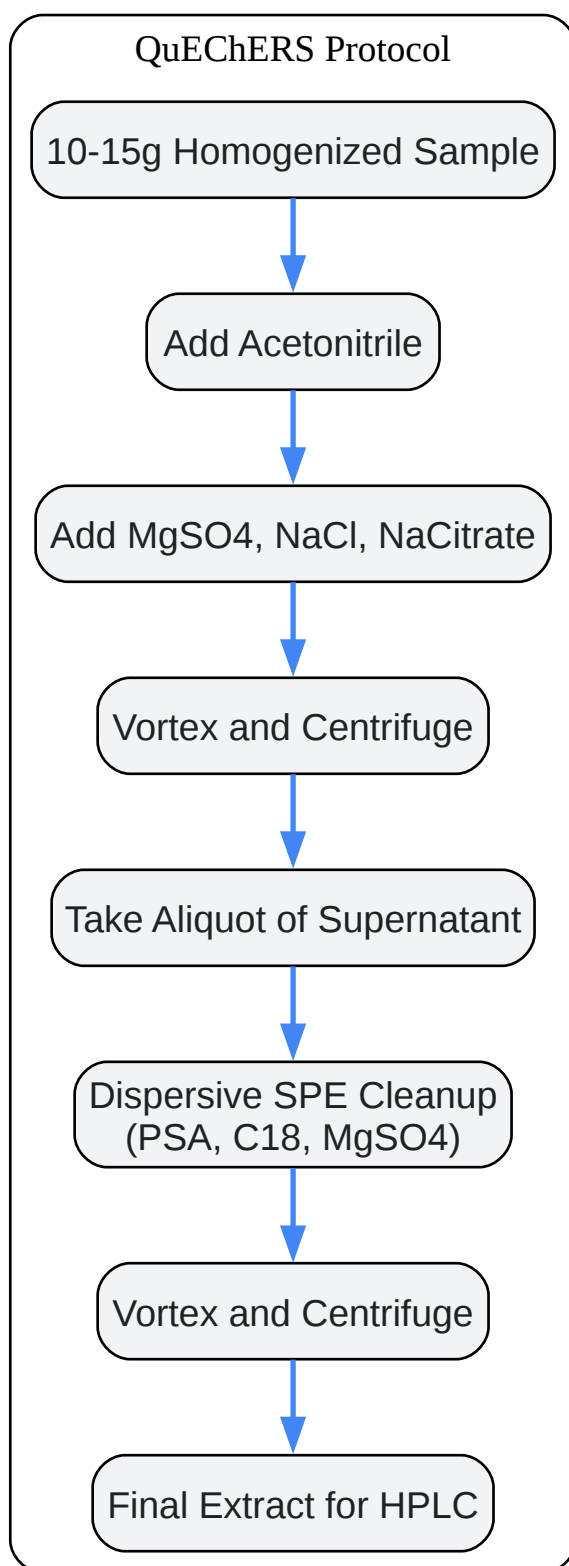 QuEChERS Protocol
10-15g Homogenized Sample
Add Acetonitrile
Add MgSO4, NaCl, NaCitrate
Vortex and Centrifuge
Take Aliquot of Supernatant
Dispersive SPE Cleanup
(PSA, C18, MgSO4)
Vortex and Centrifuge
Final Extract for HPLC